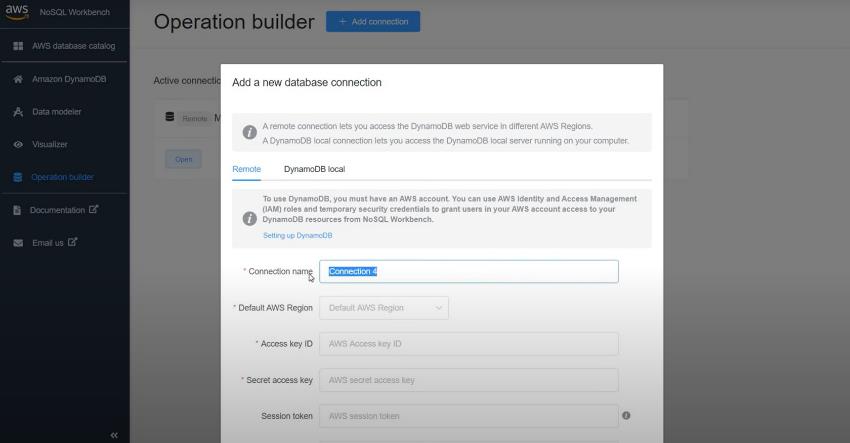 aws
NoSQL Workbench
AWS database catalog
Amazon DynamoDB
Data modeler
Visualizer
Operation builder
Documentation
Email us
Operation builder
+ Add connection
Active connectio
Remote M
Open
Add a new database connection
A remote connection lets you access the DynamoDB web service in different AWS Regions.
A DynamoDB local connection lets you access the DynamoDB local server running on your computer.
Remote DynamoDB local
To use DynamoDB, you must have an AWS account. You can use AWS Identity and Access Management
(IAM) roles and temporary security credentials to grant users in your AWS account access to your
DynamoDB resources from NoSQL Workbench.
Setting up DynamoDB
* Connection name Connection 4
* Default AWS Region Default AWS Region
* Access key ID AWS Access key ID
* Secret access key AWS secret access key
Session token AWS session token